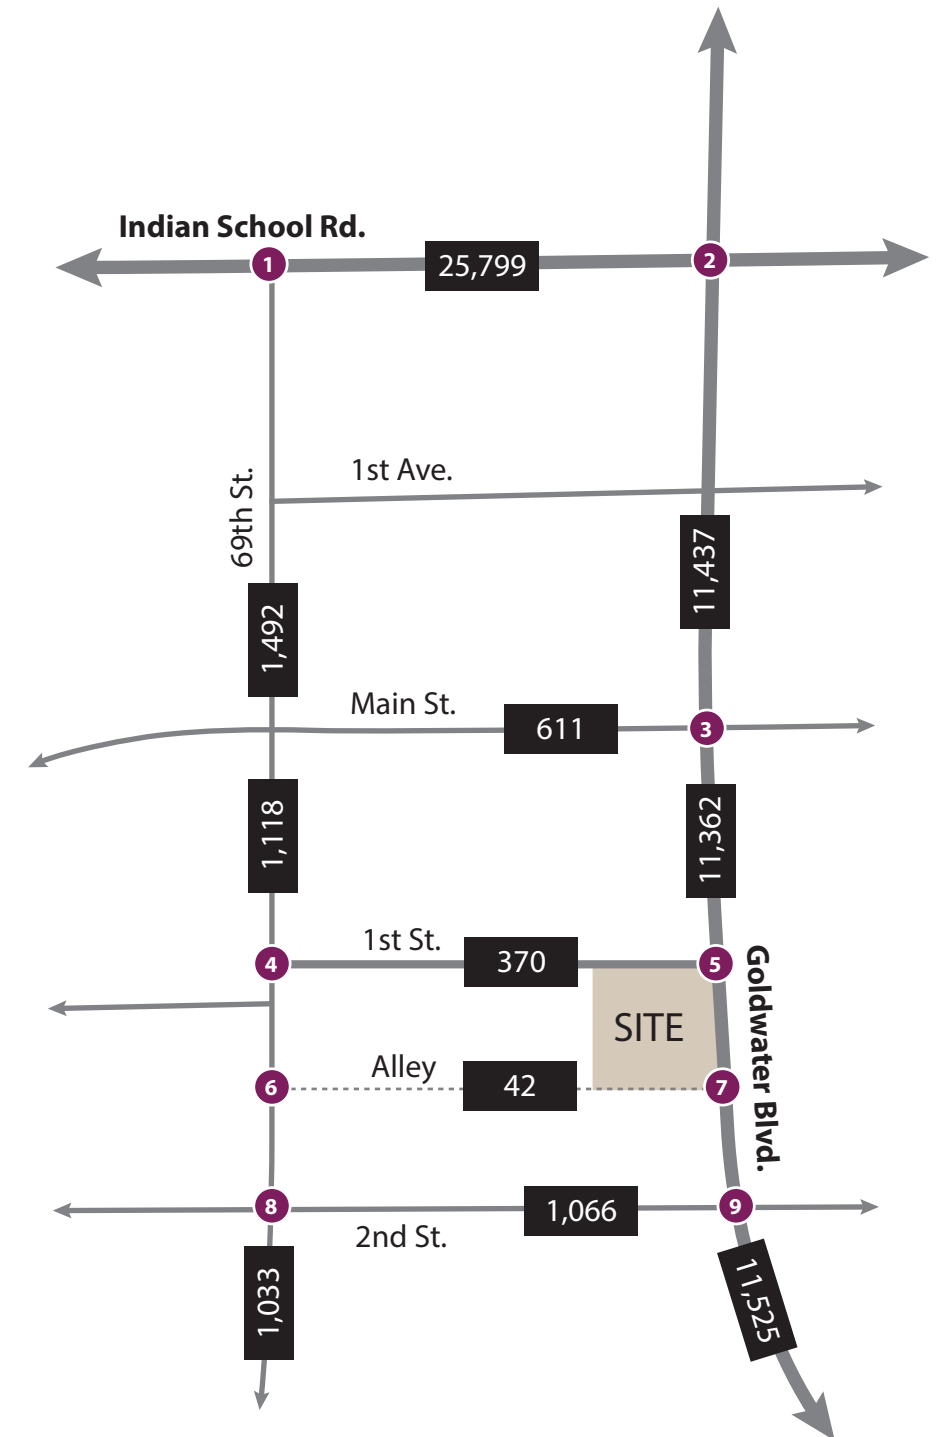 Indian School Rd.
1
25,799
2
1st Ave.
69th St.
11,437
1,492
Main St.
611
3
1,118
11,362
1st St.
4
370
5
Goldwater Blvd.
SITE
Alley
6
42
7
8
1,066
9
2nd St.
1,033
11,525